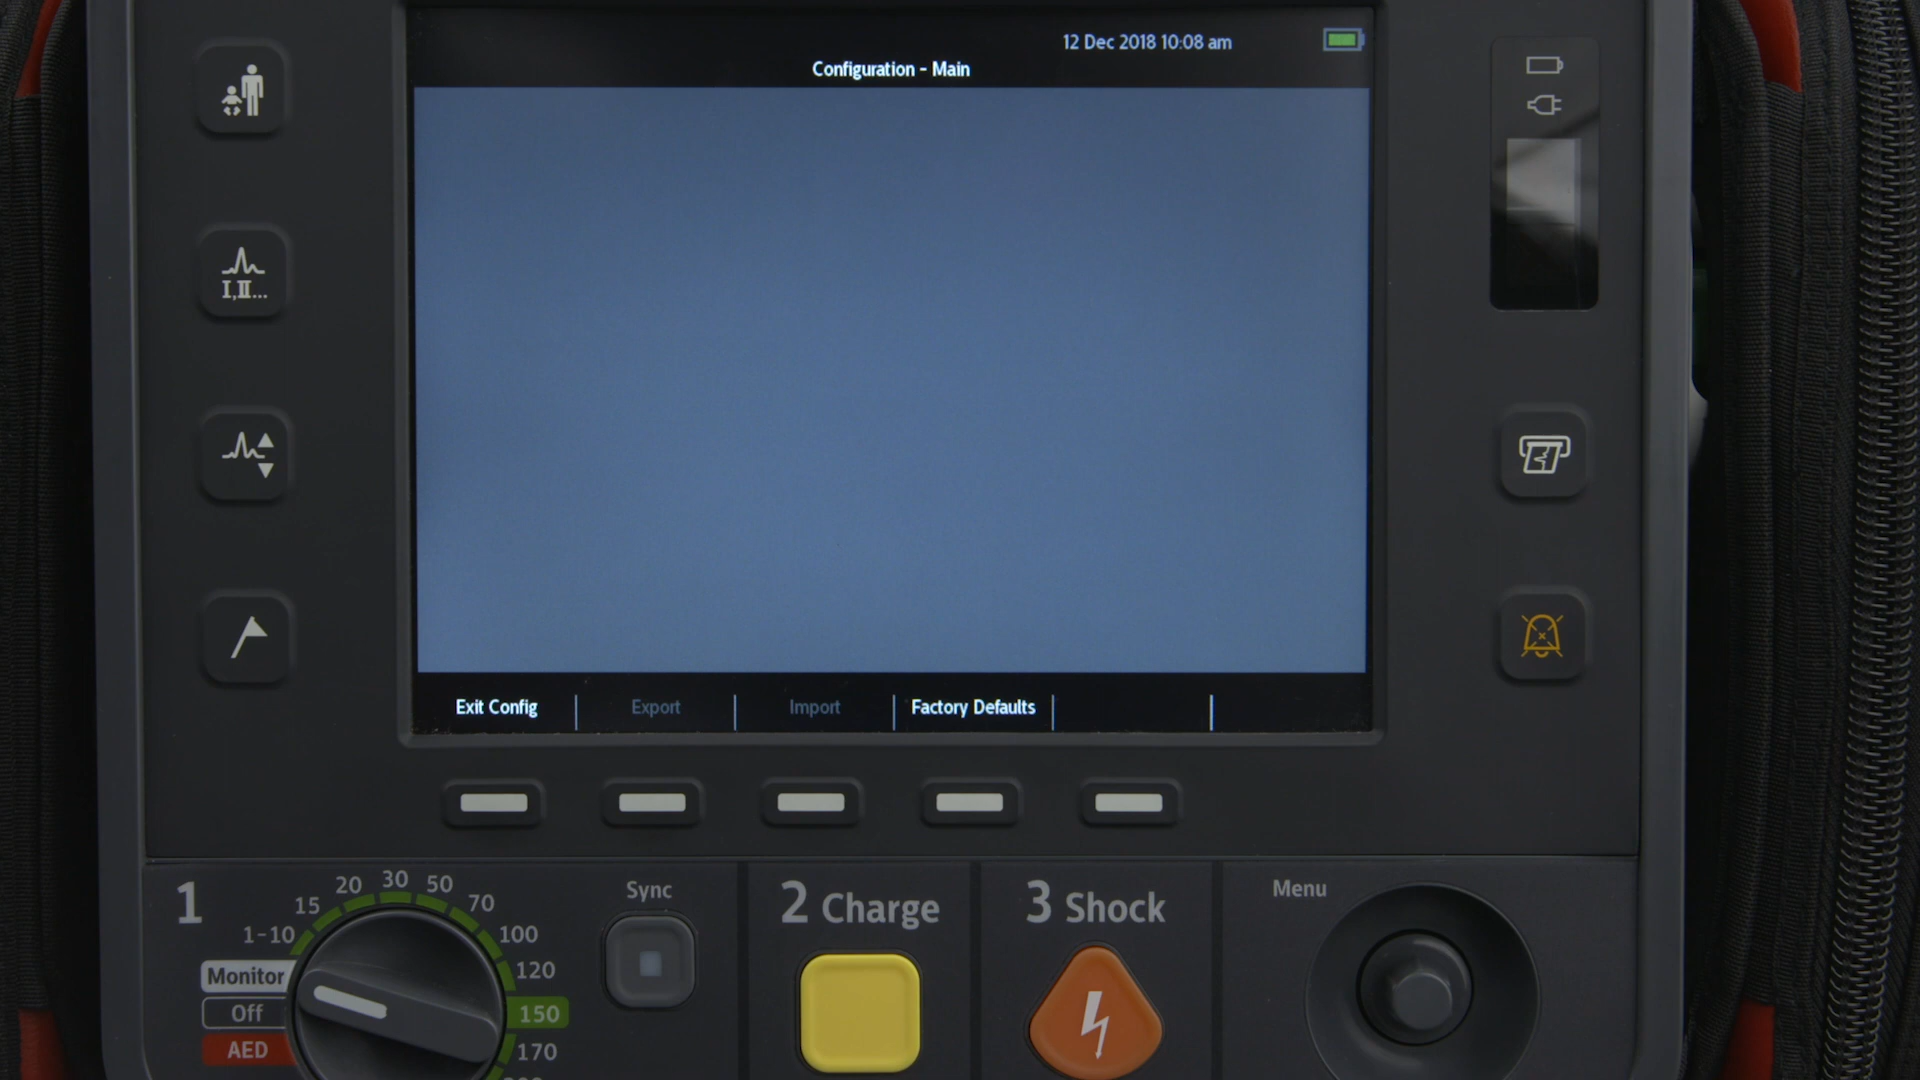 12 Dec 2018 10:08 am
Configuration - Main
I,II...
Exit Config
Export
Import
Factory Defaults
1
Sync
2 Charge
3 Shock
Menu
1-10
15
20
30
50
70
100
120
150
170
Monitor
Off
AED